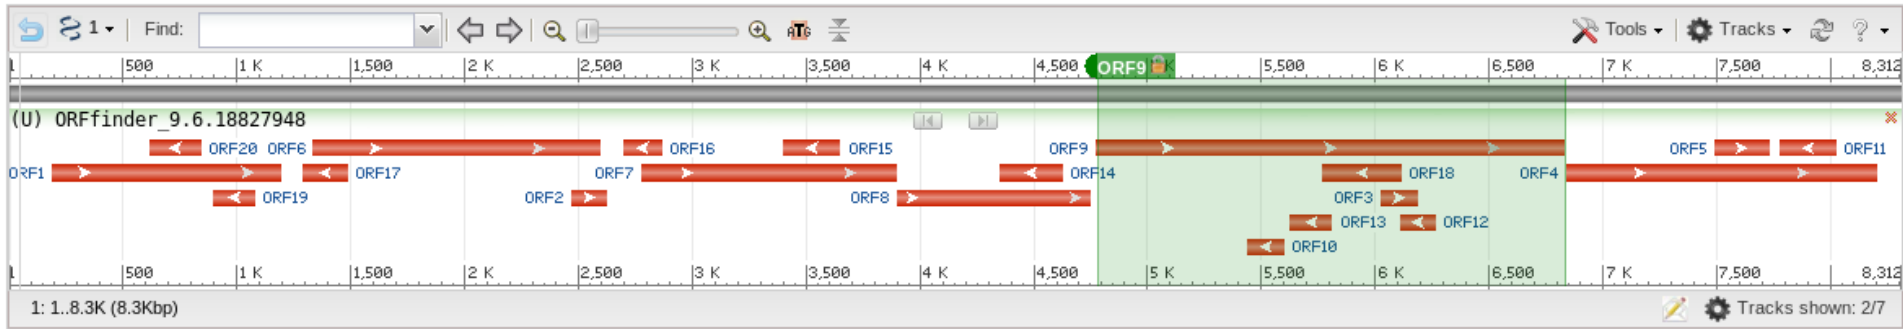 1 Find: ATG Tools Tracks ?
1 500 1 K 1,500 2 K 2,500 3 K 3,500 4 K 4,500 ORF9 K 5,500 6 K 6,500 7 K 7,500 8,312
(U) ORFfinder_9.6.18827948
ORF20 ORF6 ORF16 ORF15 ORF9 ORF5 ORF11
ORF1 ORF17 ORF7 ORF14 ORF18 ORF4
ORF19 ORF2 ORF8 ORF3
ORF13 ORF12
ORF10
1 500 1 K 1,500 2 K 2,500 3 K 3,500 4 K 4,500 5 K 5,500 6 K 6,500 7 K 7,500 8,312
1: 1..8.3K (8.3Kbp) Tracks shown: 2/7